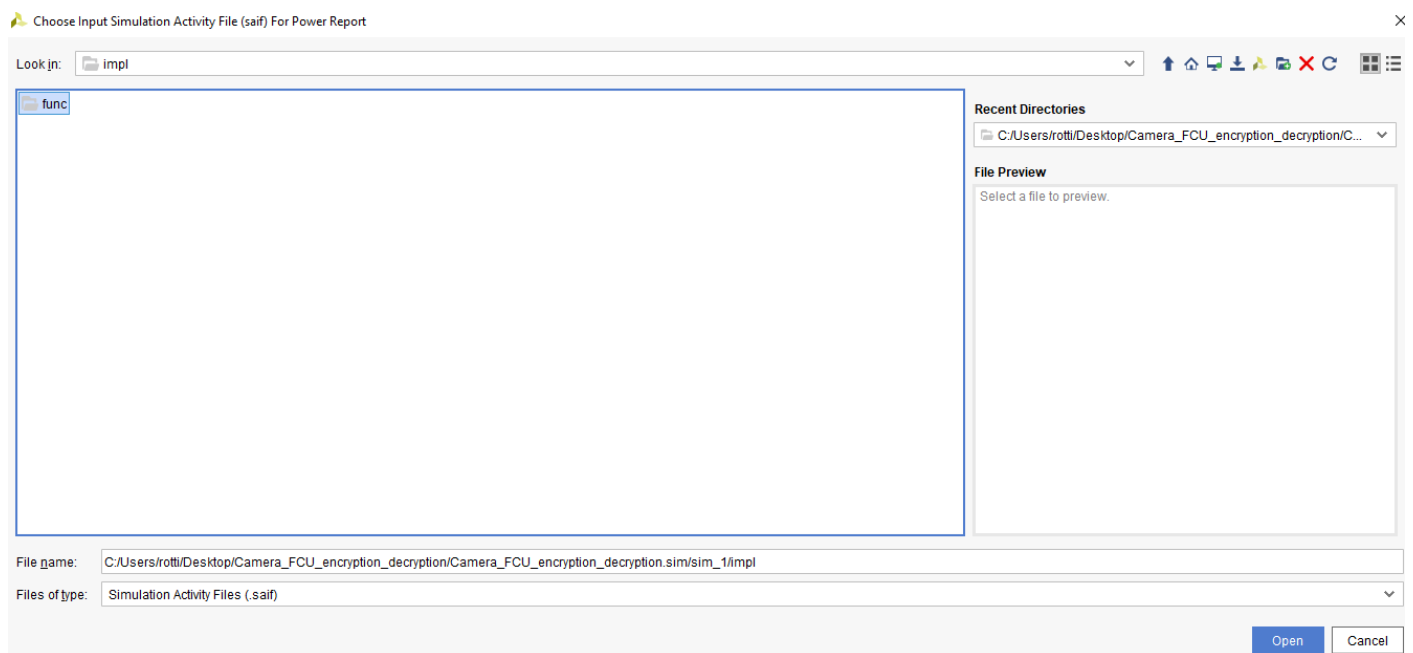 Choose Input Simulation Activity File (saif) For Power Report
Look in: impl
func
Recent Directories
C:/Users/rotti/Desktop/Camera_FCU_encryption_decryption/C...
File Preview
Select a file to preview.
File name: C:/Users/rotti/Desktop/Camera_FCU_encryption_decryption/Camera_FCU_encryption_decryption.sim/sim_1/impl
Files of type: Simulation Activity Files (.saif)
Open Cancel